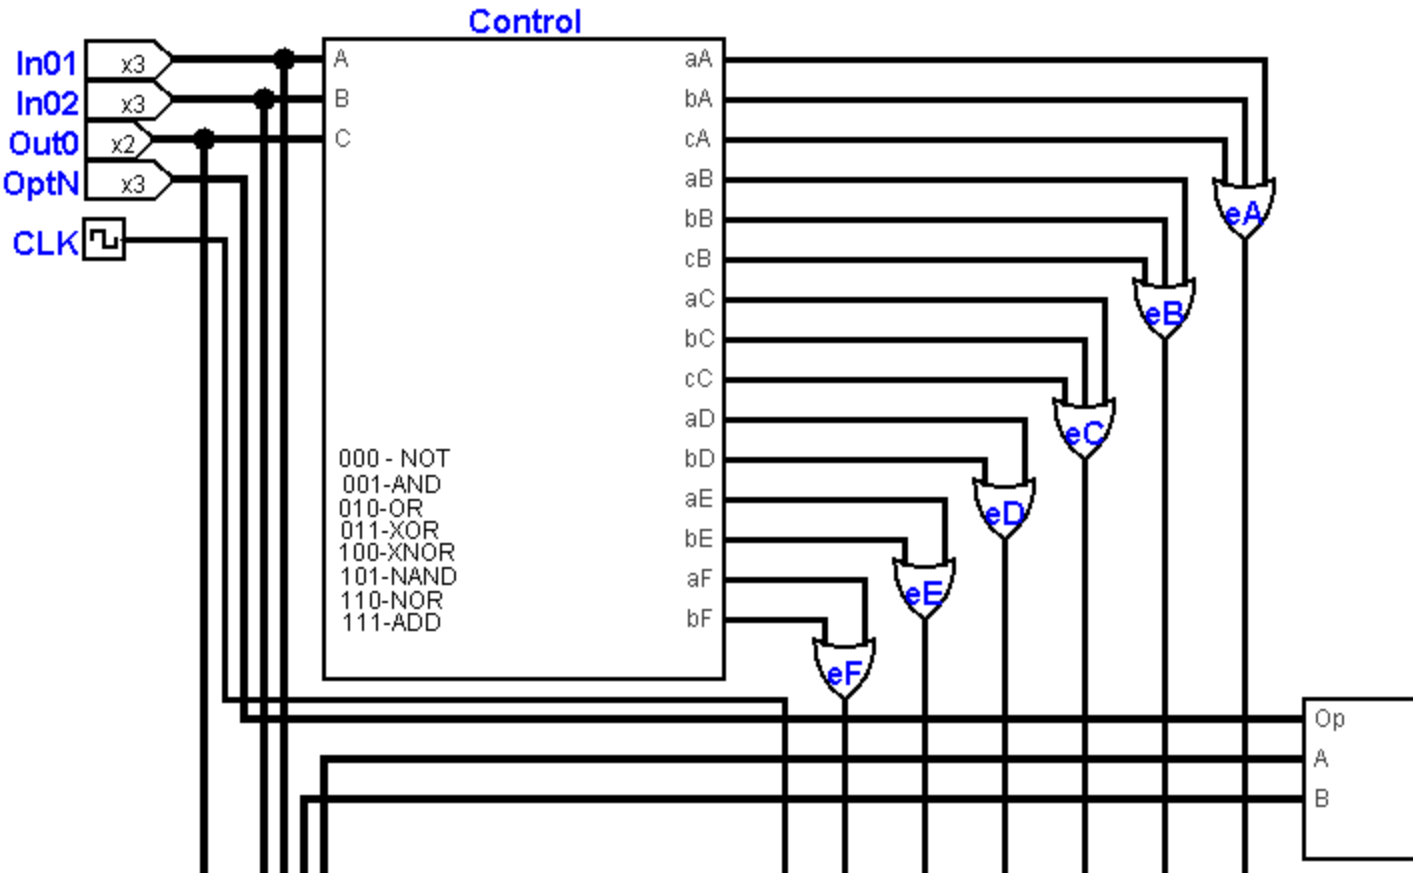 Control
In01 x3 A aA
In02 x3 B bA
Out0 x2 C cA
OptN x3 aB
bB
CLK
eA
cB
aC
eB
bC
cC
aD
eC
000 - NOT bD
001-AND
010-OR aE
eD
011-XOR
100-XNOR bE
101-NAND aF
eE
110-NOR
111-ADD bF
eF
Op
A
B